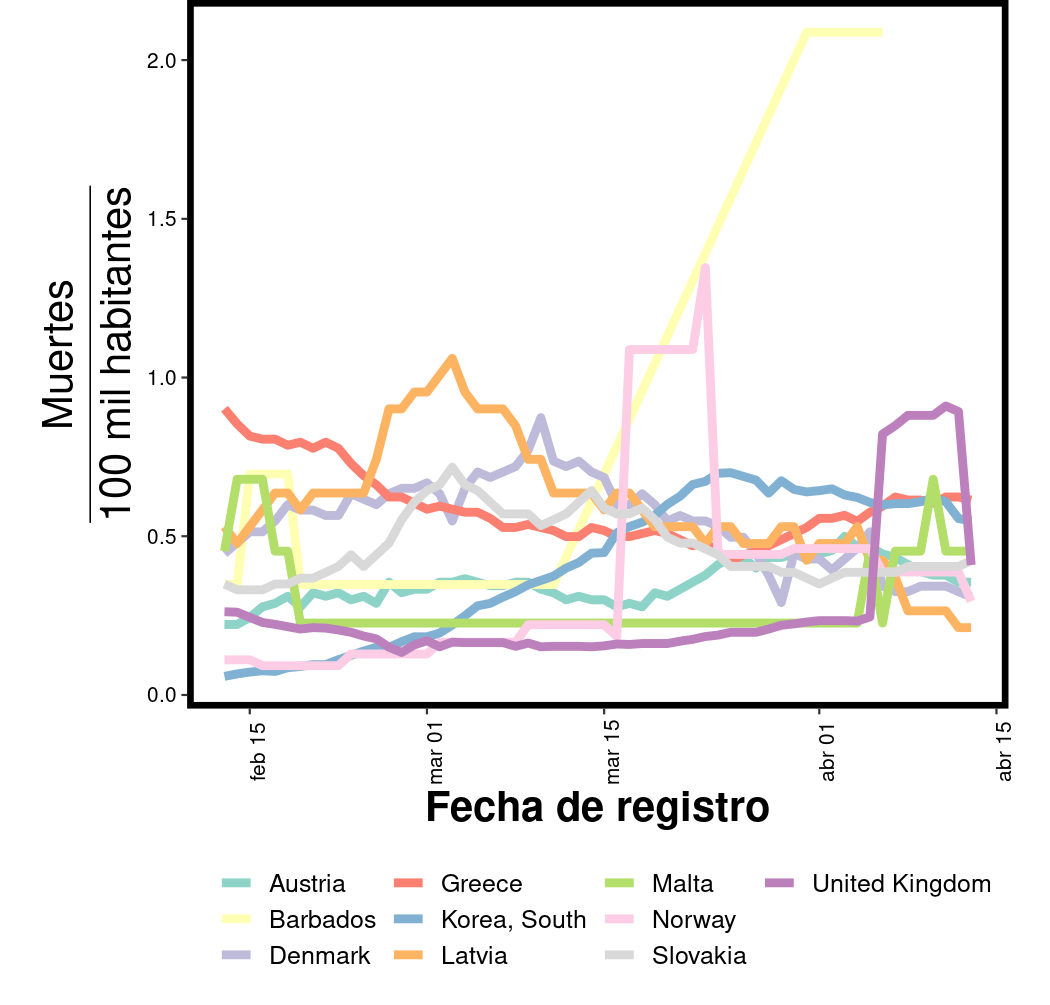 Muertes
100 mil habitantes
2.0
1.5
1.0
0.5
0.0
feb 15
mar 01
mar 15
abr 01
abr 15
Fecha de registro
Austria
Greece
Malta
United Kingdom
Barbados
Korea, South
Norway
Denmark
Latvia
Slovakia